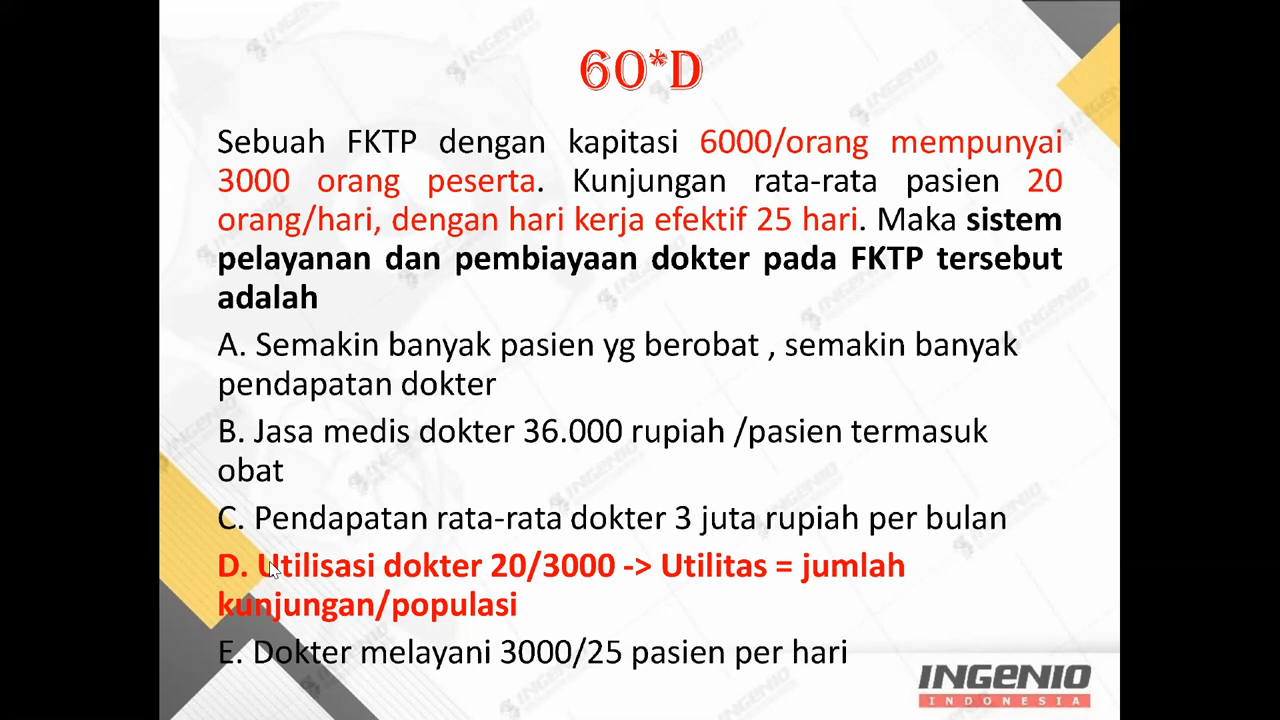 60*D
Sebuah FKTP dengan kapitasi 6000/orang mempunyai
3000 orang peserta. Kunjungan rata-rata pasien 20
orang/hari, dengan hari kerja efektif 25 hari. Maka sistem
pelayanan dan pembiayaan dokter pada FKTP tersebut
adalah
A. Semakin banyak pasien yg berobat , semakin banyak
pendapatan dokter
B. Jasa medis dokter 36.000 rupiah /pasien termasuk
obat
C. Pendapatan rata-rata dokter 3 juta rupiah per bulan
D. Utilisasi dokter 20/3000 -> Utilitas = jumlah
kunjungan/populasi
E. Dokter melayani 3000/25 pasien per hari
INGENIO
INDONESIA